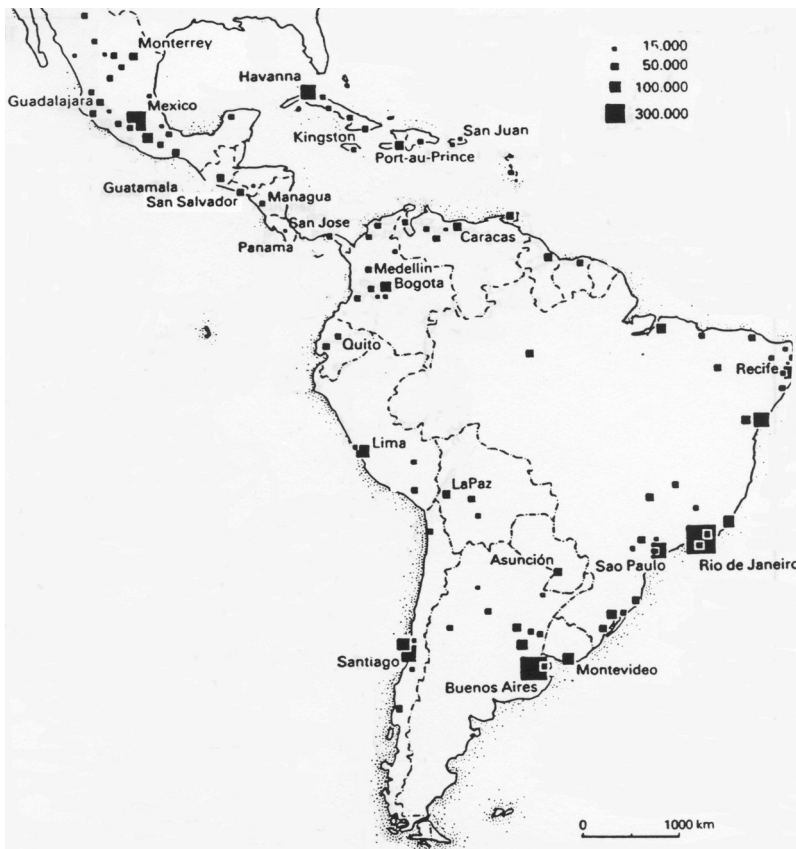 Monterrey
15.000
50.000
Havanna
100.000
Guadalajara
Mexico
300.000
Kingston
San Juan
Port-au-Prince
Guatamala
San Salvador
Managua
San Jose
Panama
Caracas
Medellin
Bogota
Quito
Recife
Lima
LaPaz
Asunción
Sao Paulo
Rio de Janeiro
Santiago
Montevideo
Buenos Aires
0
1000 km